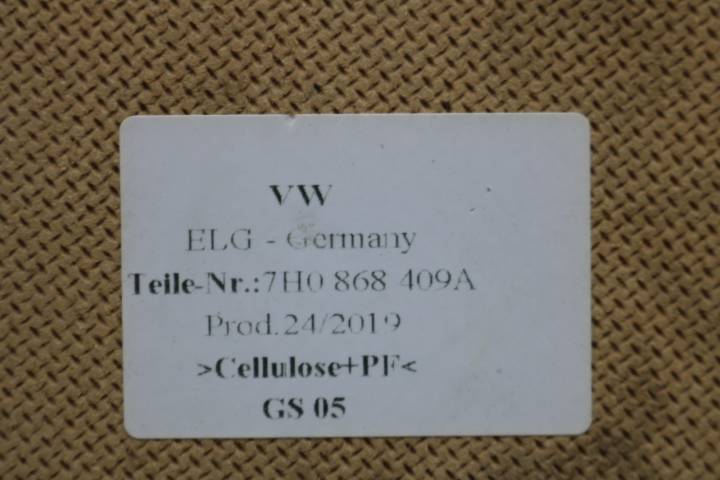 VW
ELG - Germany
Teile-Nr.:7H0 868 409A
Prod.24/2019
>Cellulose+PF<
GS 05